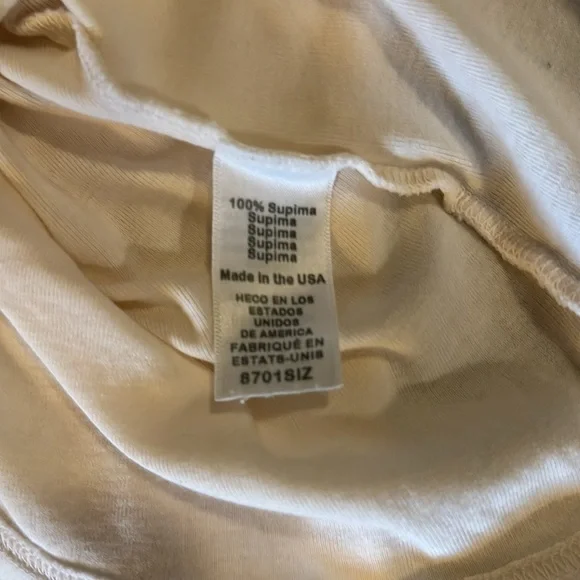 100% Supima
Supima
Supima
Supima
Supima
Made in the USA
HECO EN LOS
ESTADOS
UNIDOS
DE AMERICA
FABRIQUÉ EN
ESTATS-UNIS
8701SIZ